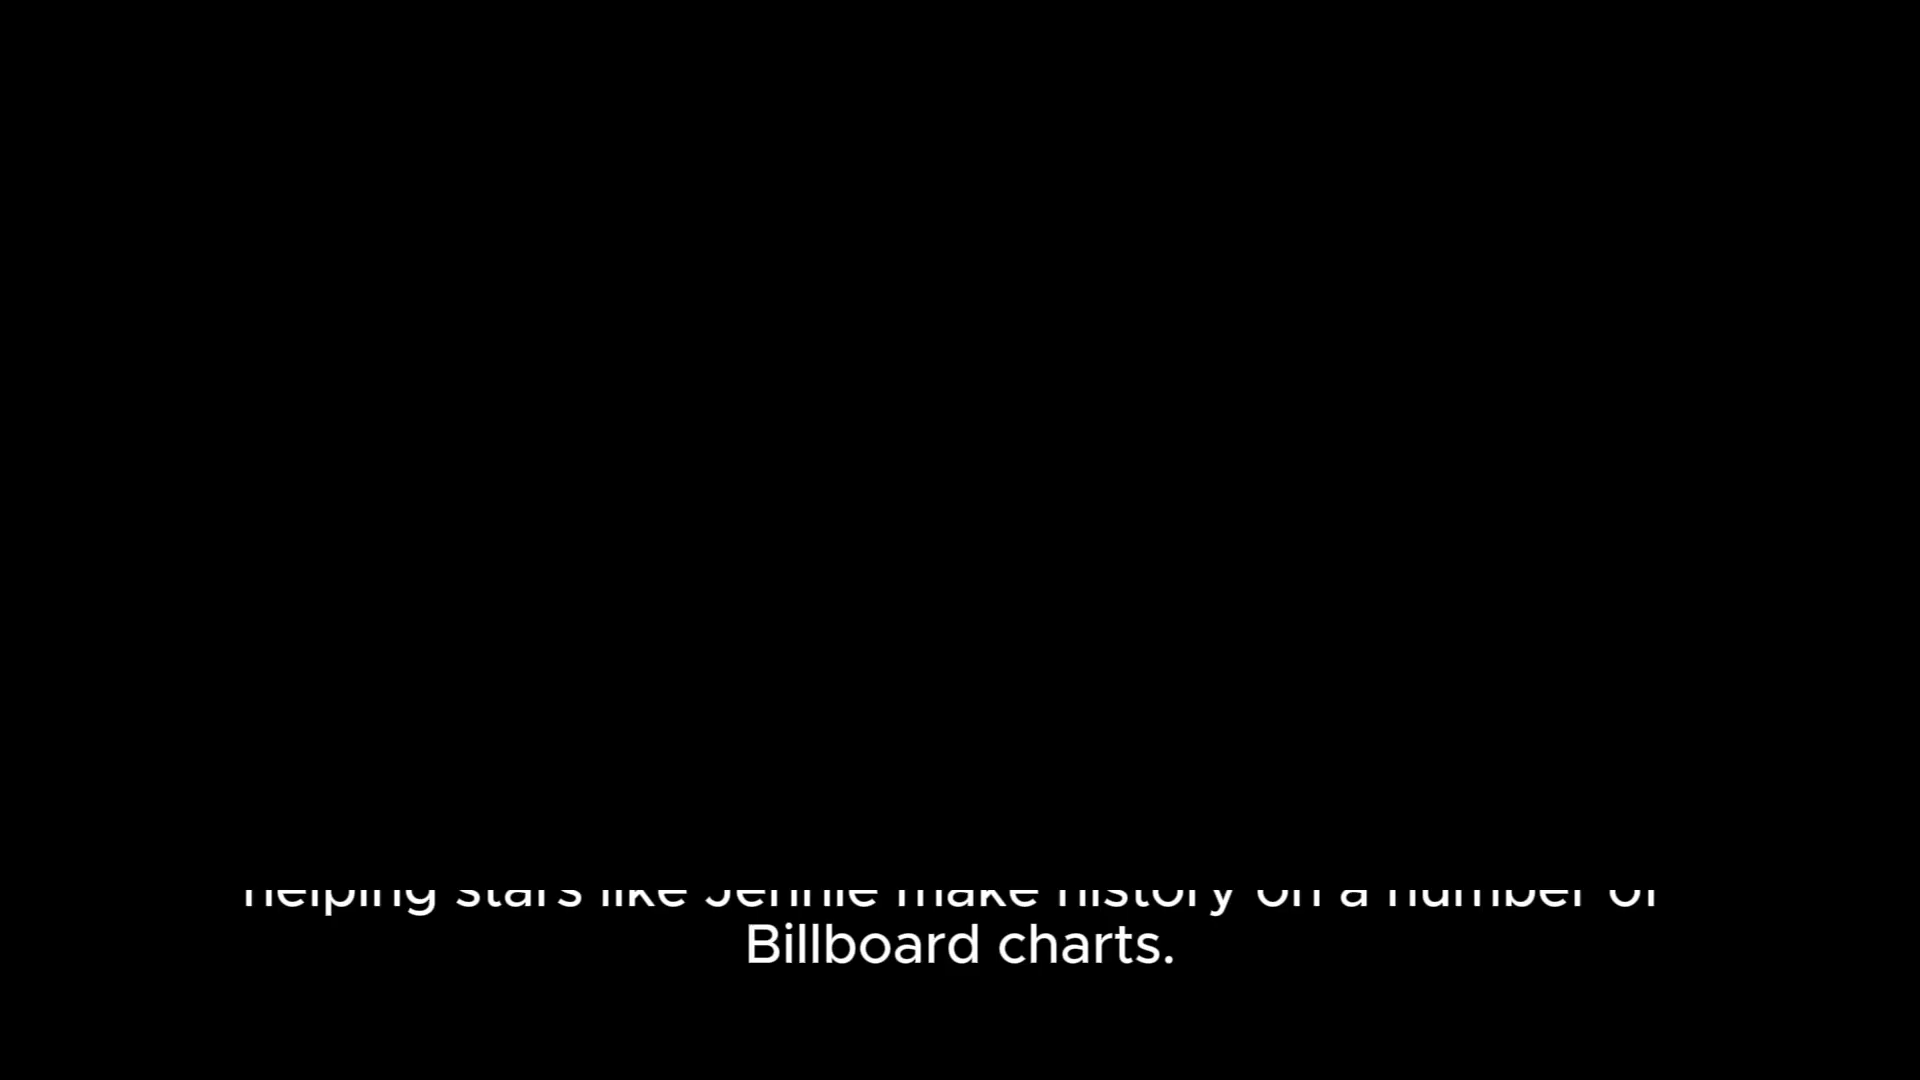 helping stars like Jennie make history on a number of
Billboard charts.